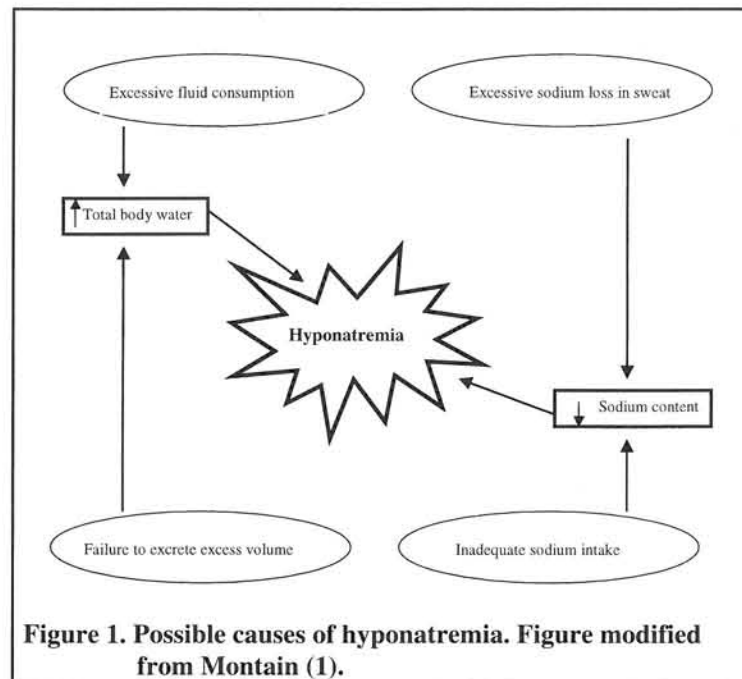 Excessive fluid consumption
Excessive sodium loss in sweat
Total body water
Hyponatremia
Sodium content
Failure to excrete excess volume
Inadequate sodium intake
Figure 1. Possible causes of hyponatremia. Figure modified
from Montain (1).